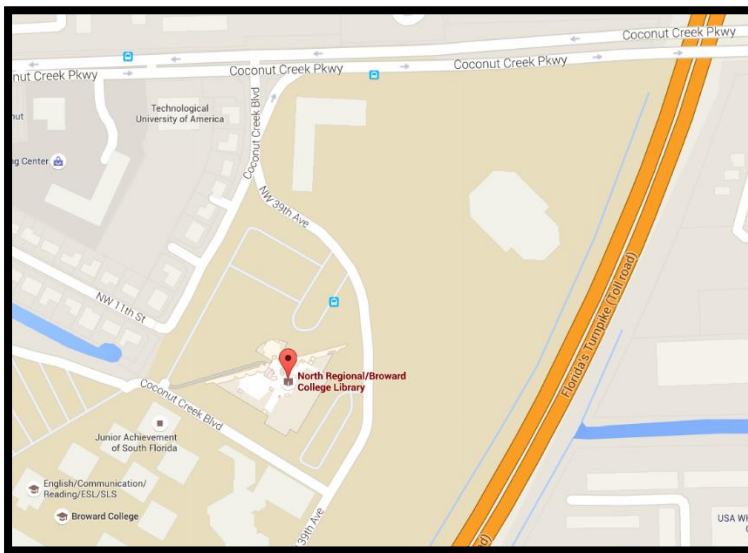 Coconut Creek Pkwy
nut Creek Pkwy
Coconut Creek Pkwy
Coconut Creek Pkwy
Technological
University of America
Coconut Creek Blvd
nut
ng Center
NW 39th Ave
NW 11th St
Florida's Turnpike (Toll road)
North Regional/Broward
College Library
Coconut Creek Blvd
Junior Achievement
of South Florida
English/Communication/
Reading/ESL/SLS
Broward College
39th Ave
USA W